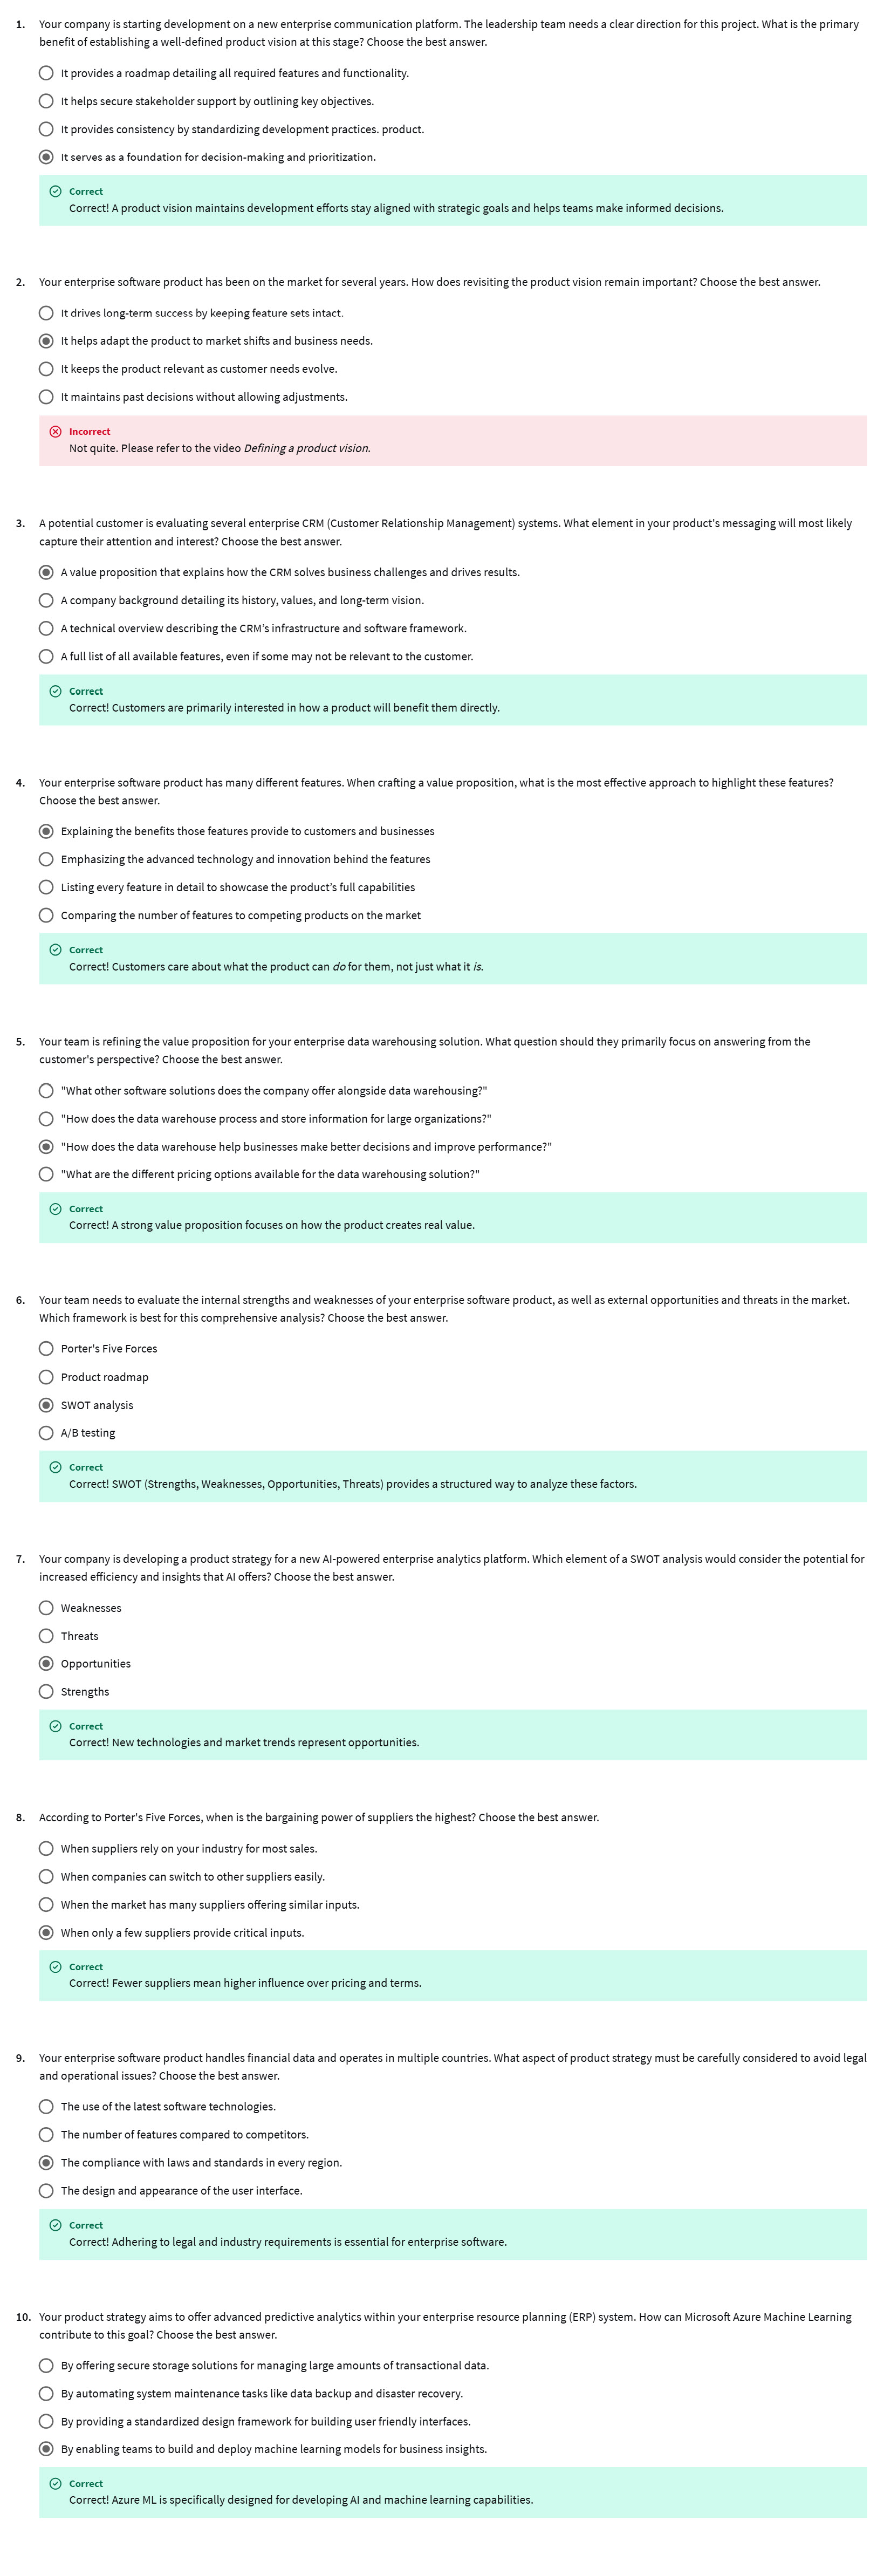 1. Your company is starting development on a new enterprise communication platform. The leadership team needs a clear direction for this project. What is the primary
benefit of establishing a well-defined product vision at this stage? Choose the best answer.
It provides a roadmap detailing all required features and functionality.
It helps secure stakeholder support by outlining key objectives.
It provides consistency by standardizing development practices. product.
It serves as a foundation for decision-making and prioritization.
Correct
Correct! A product vision maintains development efforts stay aligned with strategic goals and helps teams make informed decisions.
2. Your enterprise software product has been on the market for several years. How does revisiting the product vision remain important? Choose the best answer.
It drives long-term success by keeping feature sets intact.
It helps adapt the product to market shifts and business needs.
It keeps the product relevant as customer needs evolve.
It maintains past decisions without allowing adjustments.
Incorrect
Not quite. Please refer to the video Defining a product vision.
3. A potential customer is evaluating several enterprise CRM (Customer Relationship Management) systems. What element in your product's messaging will most likely
capture their attention and interest? Choose the best answer.
A value proposition that explains how the CRM solves business challenges and drives results.
A company background detailing its history, values, and long-term vision.
A technical overview describing the CRM’s infrastructure and software framework.
A full list of all available features, even if some may not be relevant to the customer.
Correct
Correct! Customers are primarily interested in how a product will benefit them directly.
4. Your enterprise software product has many different features. When crafting a value proposition, what is the most effective approach to highlight these features?
Choose the best answer.
Explaining the benefits those features provide to customers and businesses
Emphasizing the advanced technology and innovation behind the features
Listing every feature in detail to showcase the product’s full capabilities
Comparing the number of features to competing products on the market
Correct
Correct! Customers care about what the product can do for them, not just what it is.
5. Your team is refining the value proposition for your enterprise data warehousing solution. What question should they primarily focus on answering from the
customer's perspective? Choose the best answer.
"What other software solutions does the company offer alongside data warehousing?"
"How does the data warehouse process and store information for large organizations?"
"How does the data warehouse help businesses make better decisions and improve performance?"
"What are the different pricing options available for the data warehousing solution?"
Correct
Correct! A strong value proposition focuses on how the product creates real value.
6. Your team needs to evaluate the internal strengths and weaknesses of your enterprise software product, as well as external opportunities and threats in the market.
Which framework is best for this comprehensive analysis? Choose the best answer.
Porter's Five Forces
Product roadmap
SWOT analysis
A/B testing
Correct
Correct! SWOT (Strengths, Weaknesses, Opportunities, Threats) provides a structured way to analyze these factors.
7. Your company is developing a product strategy for a new AI-powered enterprise analytics platform. Which element of a SWOT analysis would consider the potential for
increased efficiency and insights that AI offers? Choose the best answer.
Weaknesses
Threats
Opportunities
Strengths
Correct
Correct! New technologies and market trends represent opportunities.
8. According to Porter's Five Forces, when is the bargaining power of suppliers the highest? Choose the best answer.
When suppliers rely on your industry for most sales.
When companies can switch to other suppliers easily.
When the market has many suppliers offering similar inputs.
When only a few suppliers provide critical inputs.
Correct
Correct! Fewer suppliers mean higher influence over pricing and terms.
9. Your enterprise software product handles financial data and operates in multiple countries. What aspect of product strategy must be carefully considered to avoid legal
and operational issues? Choose the best answer.
The use of the latest software technologies.
The number of features compared to competitors.
The compliance with laws and standards in every region.
The design and appearance of the user interface.
Correct
Correct! Adhering to legal and industry requirements is essential for enterprise software.
10. Your product strategy aims to offer advanced predictive analytics within your enterprise resource planning (ERP) system. How can Microsoft Azure Machine Learning
contribute to this goal? Choose the best answer.
By offering secure storage solutions for managing large amounts of transactional data.
By automating system maintenance tasks like data backup and disaster recovery.
By providing a standardized design framework for building user friendly interfaces.
By enabling teams to build and deploy machine learning models for business insights.
Correct
Correct! Azure ML is specifically designed for developing AI and machine learning capabilities.